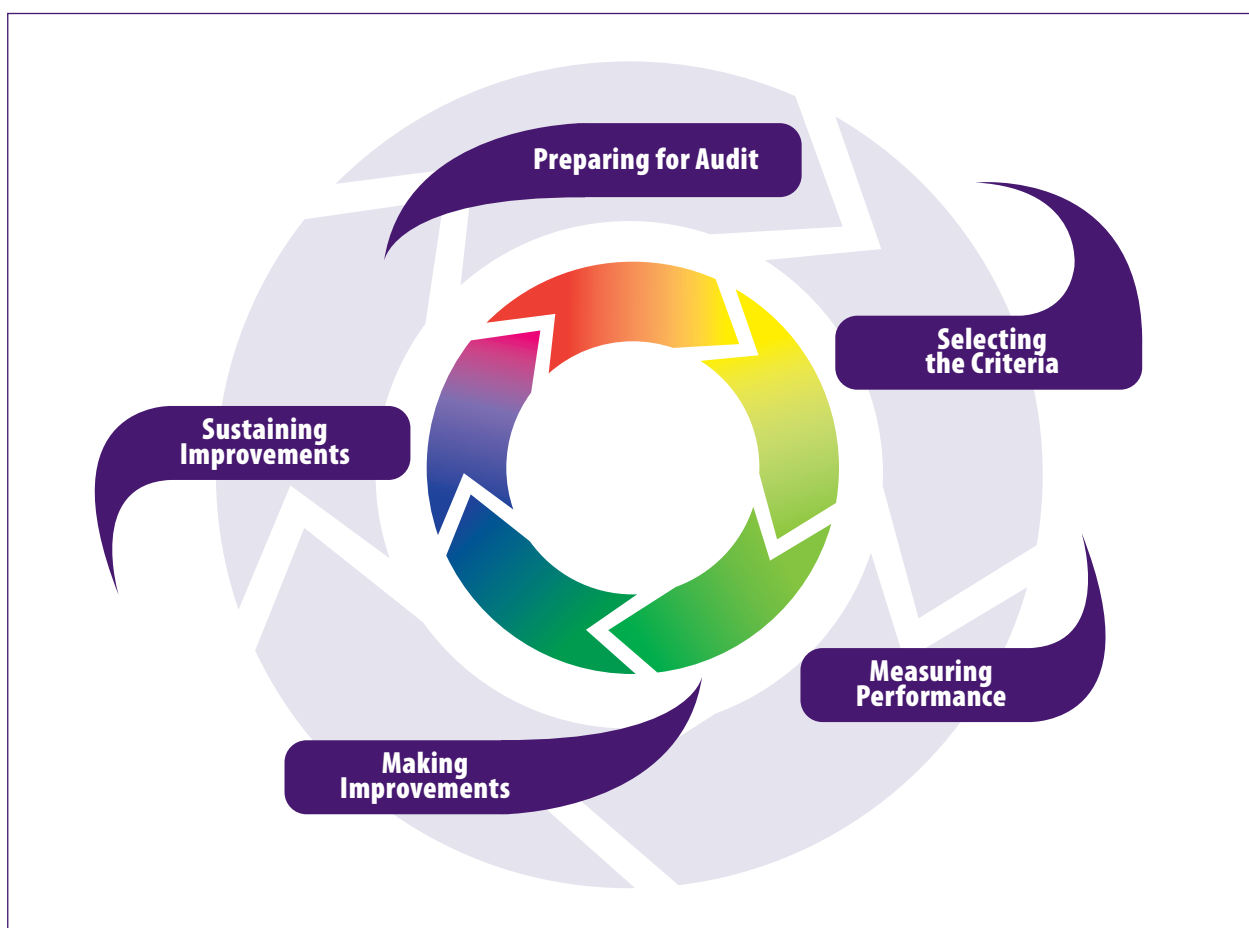 Preparing for Audit
Selecting
the Criteria
Measuring
Performance
Making
Improvements
Sustaining
Improvements